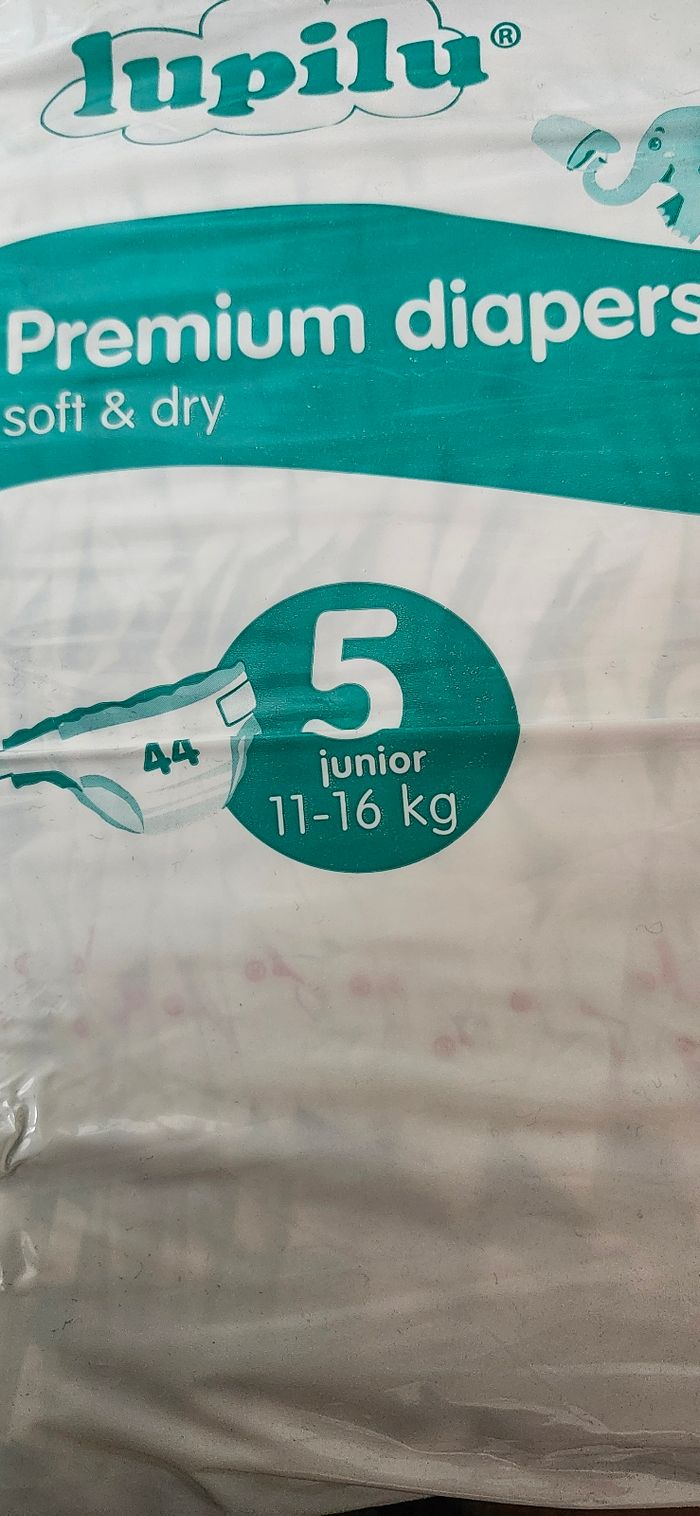 lupilu®
Premium diapers
soft & dry
5
junior
44
11-16 kg